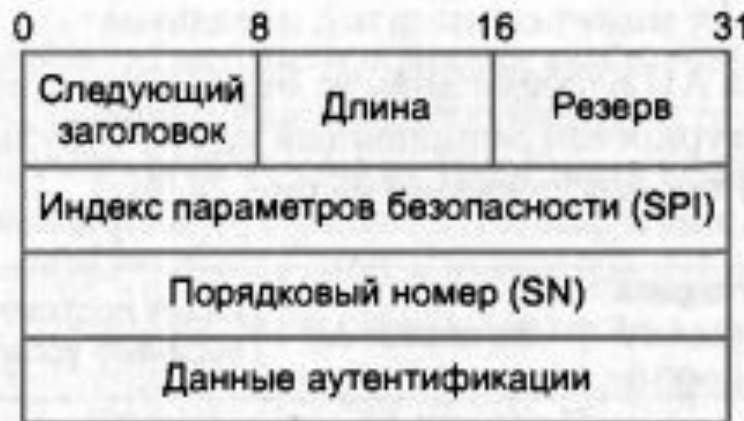 0 8 16 31
Следующий Длина Резерв
заголовок
Индекс параметров безопасности (SPI)
Порядковый номер (SN)
Данные аутентификации